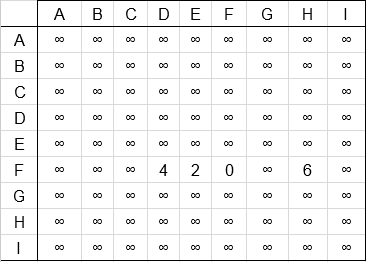 A B C D E F G H I
A ∞ ∞ ∞ ∞ ∞ ∞ ∞ ∞ ∞
B ∞ ∞ ∞ ∞ ∞ ∞ ∞ ∞ ∞
C ∞ ∞ ∞ ∞ ∞ ∞ ∞ ∞ ∞
D ∞ ∞ ∞ ∞ ∞ ∞ ∞ ∞ ∞
E ∞ ∞ ∞ ∞ ∞ ∞ ∞ ∞ ∞
F ∞ ∞ ∞ 4 2 0 ∞ 6 ∞
G ∞ ∞ ∞ ∞ ∞ ∞ ∞ ∞ ∞
H ∞ ∞ ∞ ∞ ∞ ∞ ∞ ∞ ∞
I ∞ ∞ ∞ ∞ ∞ ∞ ∞ ∞ ∞